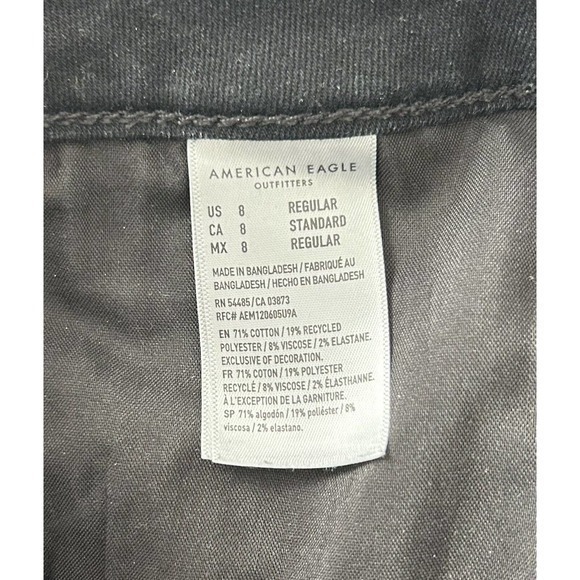 AMERICAN EAGLE
OUTFITTERS
US 8 REGULAR
CA 8 STANDARD
MX 8 REGULAR
MADE IN BANGLADESH / FABRIQUÉ AU
BANGLADESH / HECHO EN BANGLADESH
RN 54485 / CA 03873
RFC# AEM120605U9A
EN 71% COTTON / 19% RECYCLED
POLYESTER / 8% VISCOSE / 2% ELASTANE.
EXCLUSIVE OF DECORATION.
FR 71% COTON / 19% POLYESTER
RECYCLÉ / 8% VISCOSE / 2% ÉLASTHANNE.
À L'EXCEPTION DE LA GARNITURE.
SP 71% algodón / 19% poliéster / 8%
viscosa / 2% elastano.